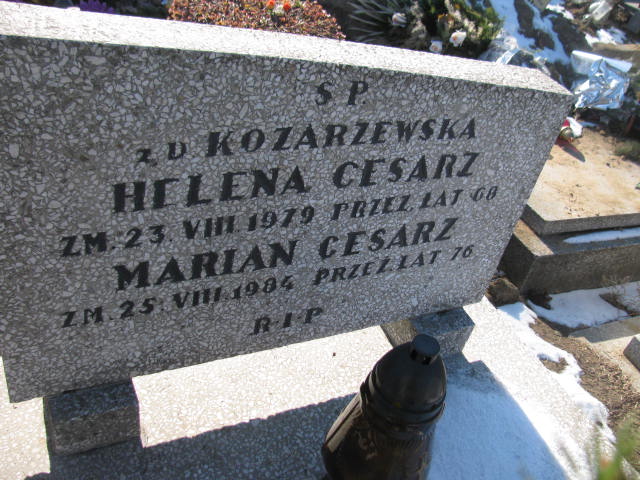 S P.
Z D KOZARZEWSKA
HELENA CESARZ
ZM. 23. VIII. 1979 PRZEZ. LAT 68
MARIAN CESARZ
ZM. 25. VIII. 1984 PRZEZ. LAT 76
R I P